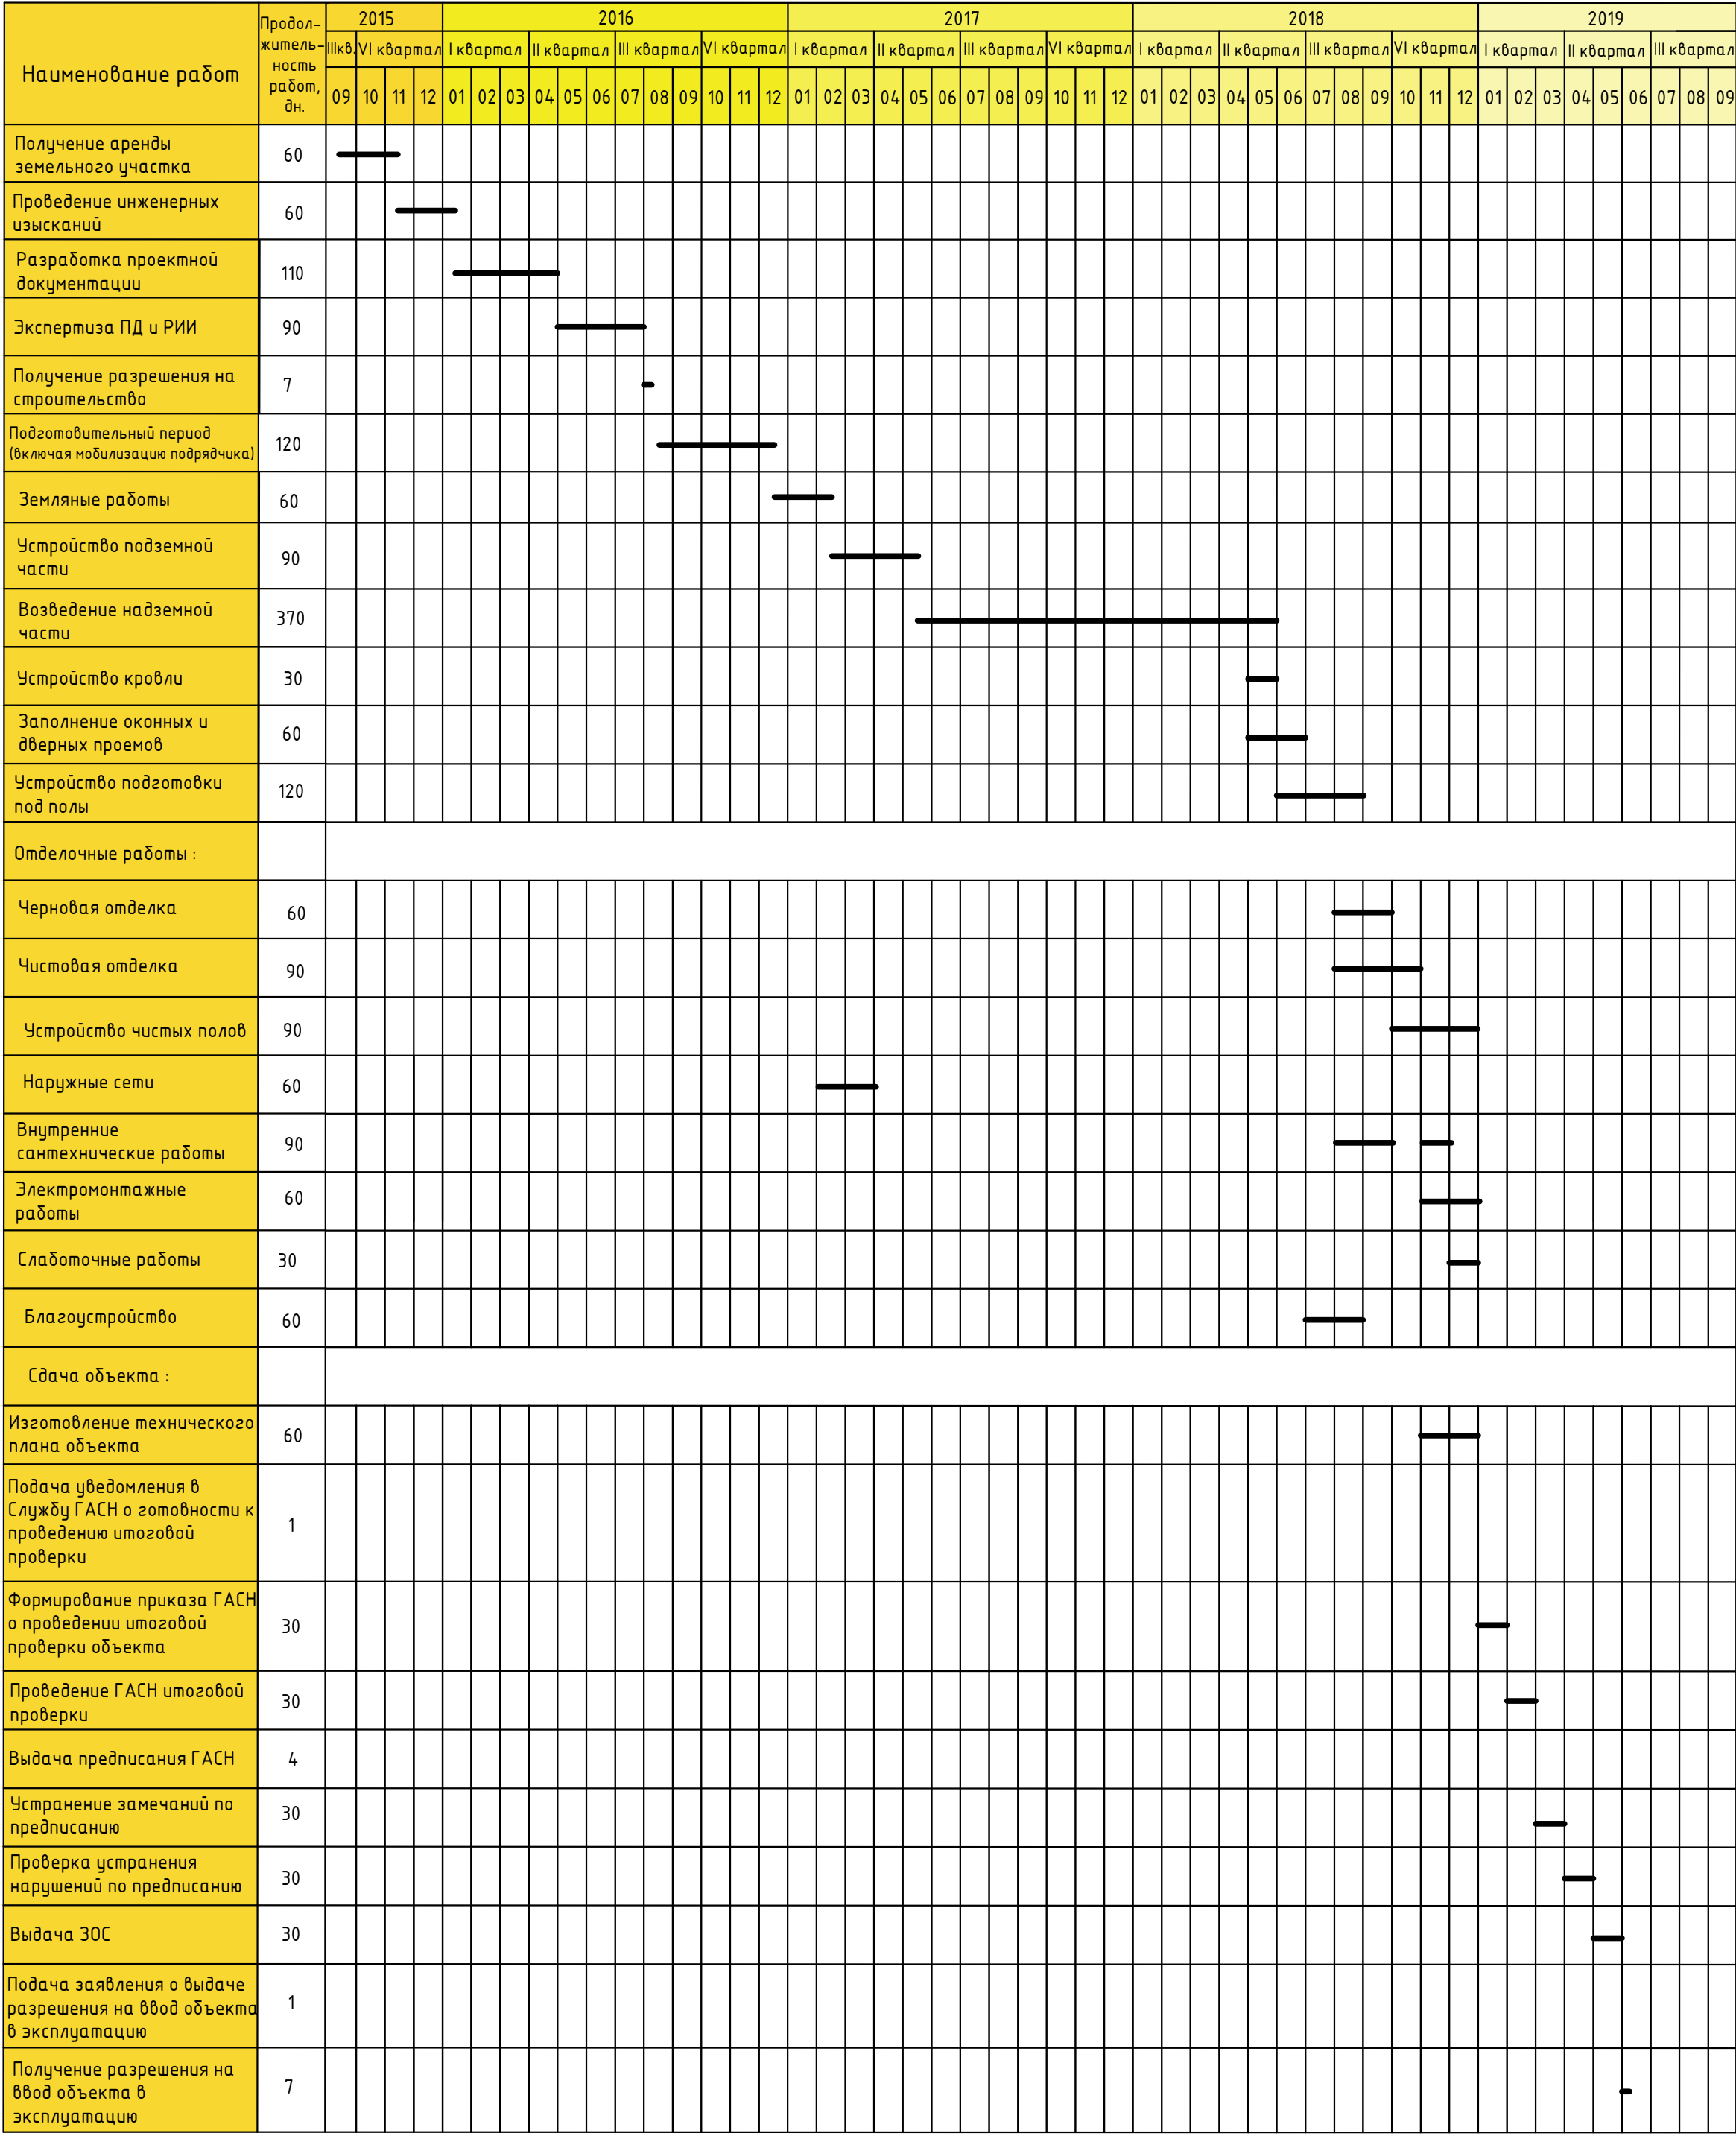 Наименование работ
Продол-
житель-
ность
работ,
дн.
2015
2016
2017
2018
2019
IIIкв.
VI квартал
I квартал
II квартал
III квартал
VI квартал
I квартал
II квартал
III квартал
VI квартал
I квартал
II квартал
III квартал
VI квартал
I квартал
II квартал
III квартал
09 10 11 12 01 02 03 04 05 06 07 08 09 10 11 12 01 02 03 04 05 06 07 08 09 10 11 12 01 02 03 04 05 06 07 08 09 10 11 12 01 02 03 04 05 06 07 08 09
Получение аренды
земельного участка
60
Проведение инженерных
изысканий
60
Разработка проектной
документации
110
Экспертиза ПД и РИИ
90
Получение разрешения на
строительство
7
Подготовительный период
(включая мобилизацию подрядчика)
120
Земляные работы
60
Устройство подземной
части
90
Возведение надземной
части
370
Устройство кровли
30
Заполнение оконных и
дверных проемов
60
Устройство подготовки
под полы
120
Отделочные работы :
Черновая отделка
60
Чистовая отделка
90
Устройство чистых полов
90
Наружные сети
60
Внутренние
сантехнические работы
90
Электромонтажные
работы
60
Слаботочные работы
30
Благоустройство
60
Сдача объекта :
Изготовление технического
плана объекта
60
Подача уведомления в
Службу ГАСН о готовности к
проведению итоговой
проверки
1
Формирование приказа ГАСН
о проведении итоговой
проверки объекта
30
Проведение ГАСН итоговой
проверки
30
Выдача предписания ГАСН
4
Устранение замечаний по
предписанию
30
Проверка устранения
нарушений по предписанию
30
Выдача ЗОС
30
Подача заявления о выдаче
разрешения на ввод объекта
в эксплуатацию
1
Получение разрешения на
ввод объекта в
эксплуатацию
7